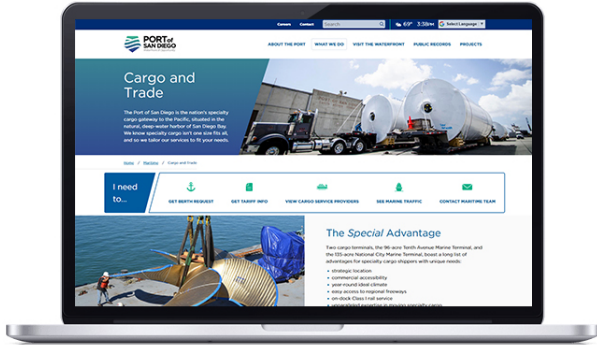 Careers Contact Search 69° 3:38PM Select Language
PORT of
SAN DIEGO
ABOUT THE PORT WHAT WE DO VISIT THE WATERFRONT PUBLIC RECORDS PROJECTS
Cargo and
Trade
The Port of San Diego is the nation's specialty
cargo gateway to the Pacific, situated in the
natural, deep-water harbor of San Diego Bay.
We know specialty cargo isn't one size fits all,
and so we tailor our services to fit your needs.
Home / Maritime / Cargo and Trade
I need
to...
GET BERTH REQUEST GET TARIFF INFO VIEW CARGO SERVICE PROVIDERS SEE MARINE TRAFFIC CONTACT MARITIME TEAM
The Special Advantage
Two cargo terminals, the 96-acre Tenth Avenue Marine Terminal, and
the 135-acre National City Marine Terminal, boast a long list of
advantages for specialty cargo shippers with unique needs:
strategic location
commercial accessibility
year-round ideal climate
easy access to regional freeways
on-dock Class I rail service
unparalleled expertise in moving specialty cargo